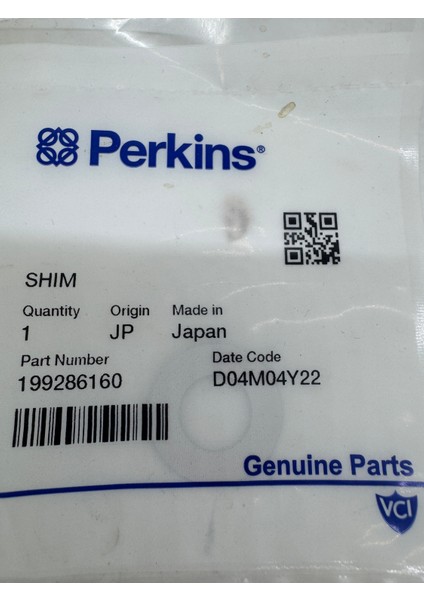 Perkins®
SHIM
Quantity Origin Made in
1 JP Japan
Part Number Date Code
199286160 D04M04Y22
Genuine Parts
VCI